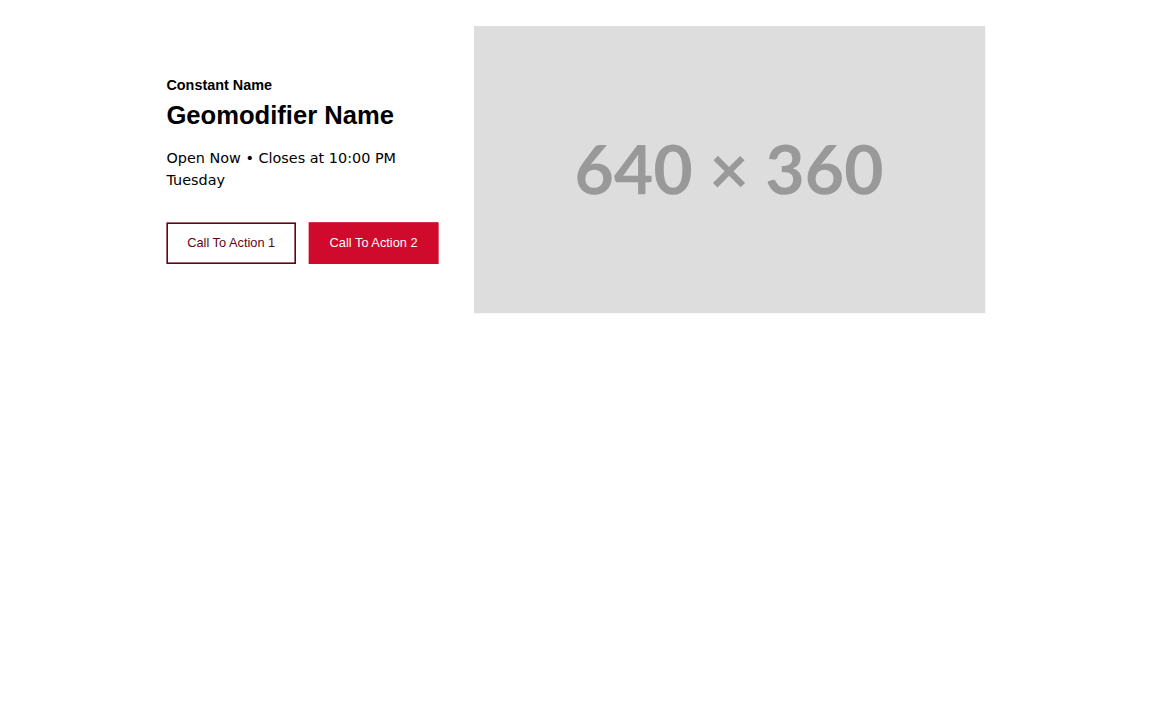 Constant Name
Geomodifier Name
Open Now • Closes at 10:00 PM
Tuesday
Call To Action 1
Call To Action 2
640 × 360